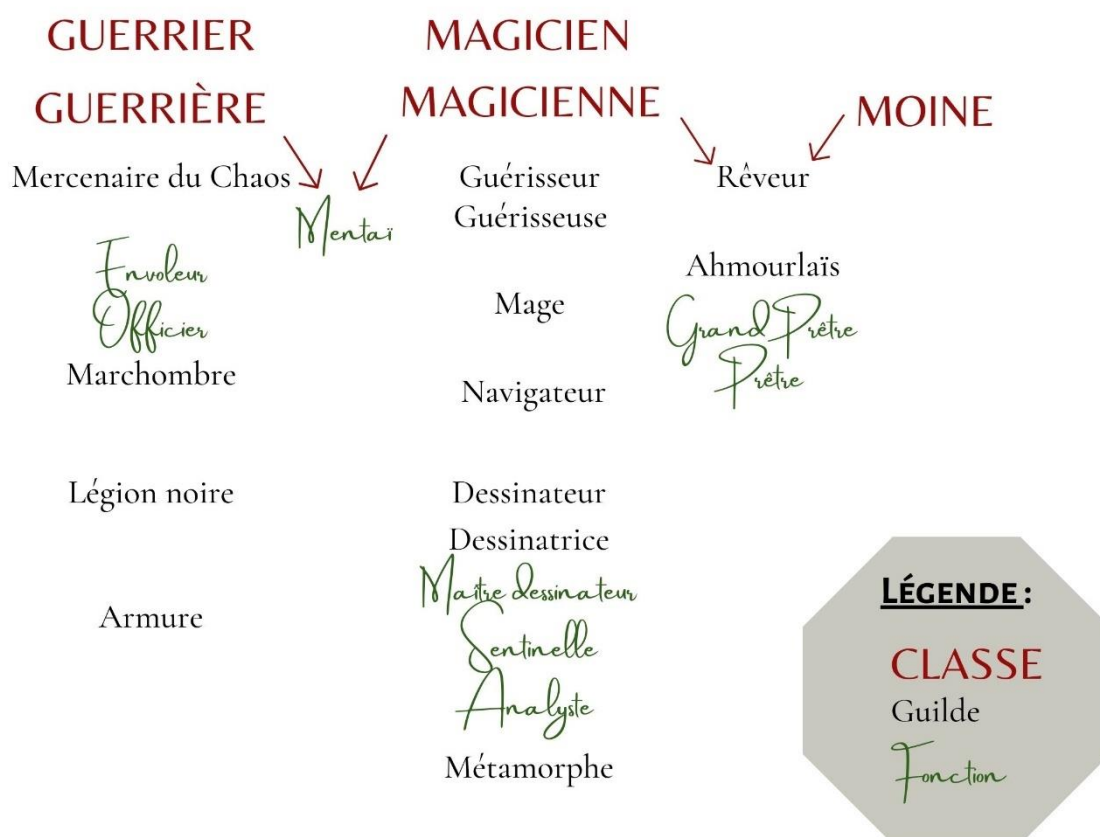 GUERRIER
GUERRIÈRE
Mercenaire du Chaos
Mentaï
Envoleur
Officier
Marchombre
Légion noire
Armure
MAGICIEN
MAGICIENNE
Guérisseur
Guérisseuse
Mage
Navigateur
Dessinateur
Dessinatrice
Maître dessinateur
Sentinelle
Analyste
Métamorphe
MOINE
Rêveur
Ahmourlaïs
Grand Prêtre
Prêtre
LÉGENDE :
CLASSE
Guilde
Fonction